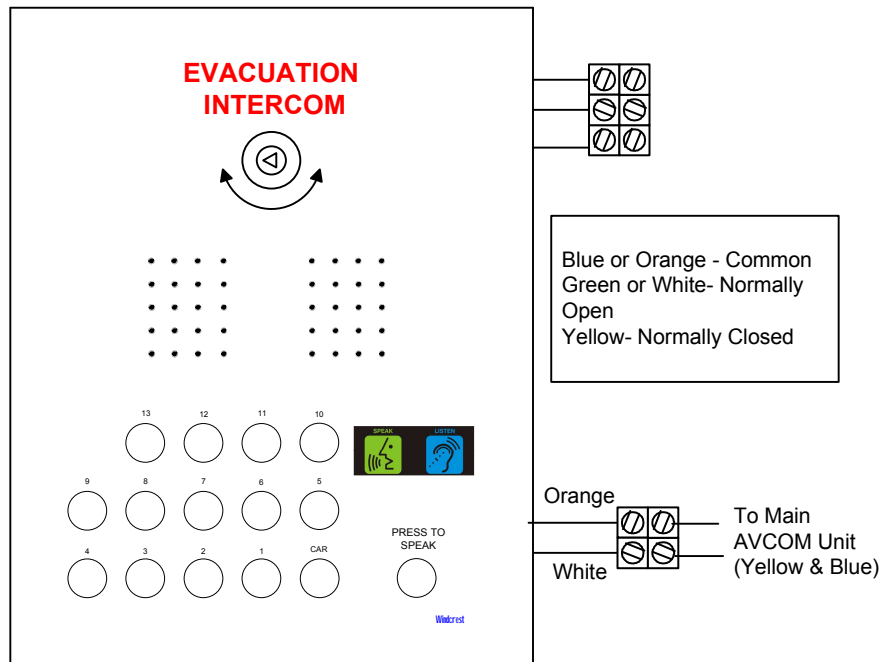 EVACUATION
INTERCOM
Blue or Orange - Common
Green or White- Normally
Open
Yellow- Normally Closed
13 12 11 10
SPEAK LISTEN
9 8 7 6 5
Orange
To Main
AVCOM Unit
(Yellow & Blue)
PRESS TO
SPEAK
4 3 2 1 CAR
White
Windcrest